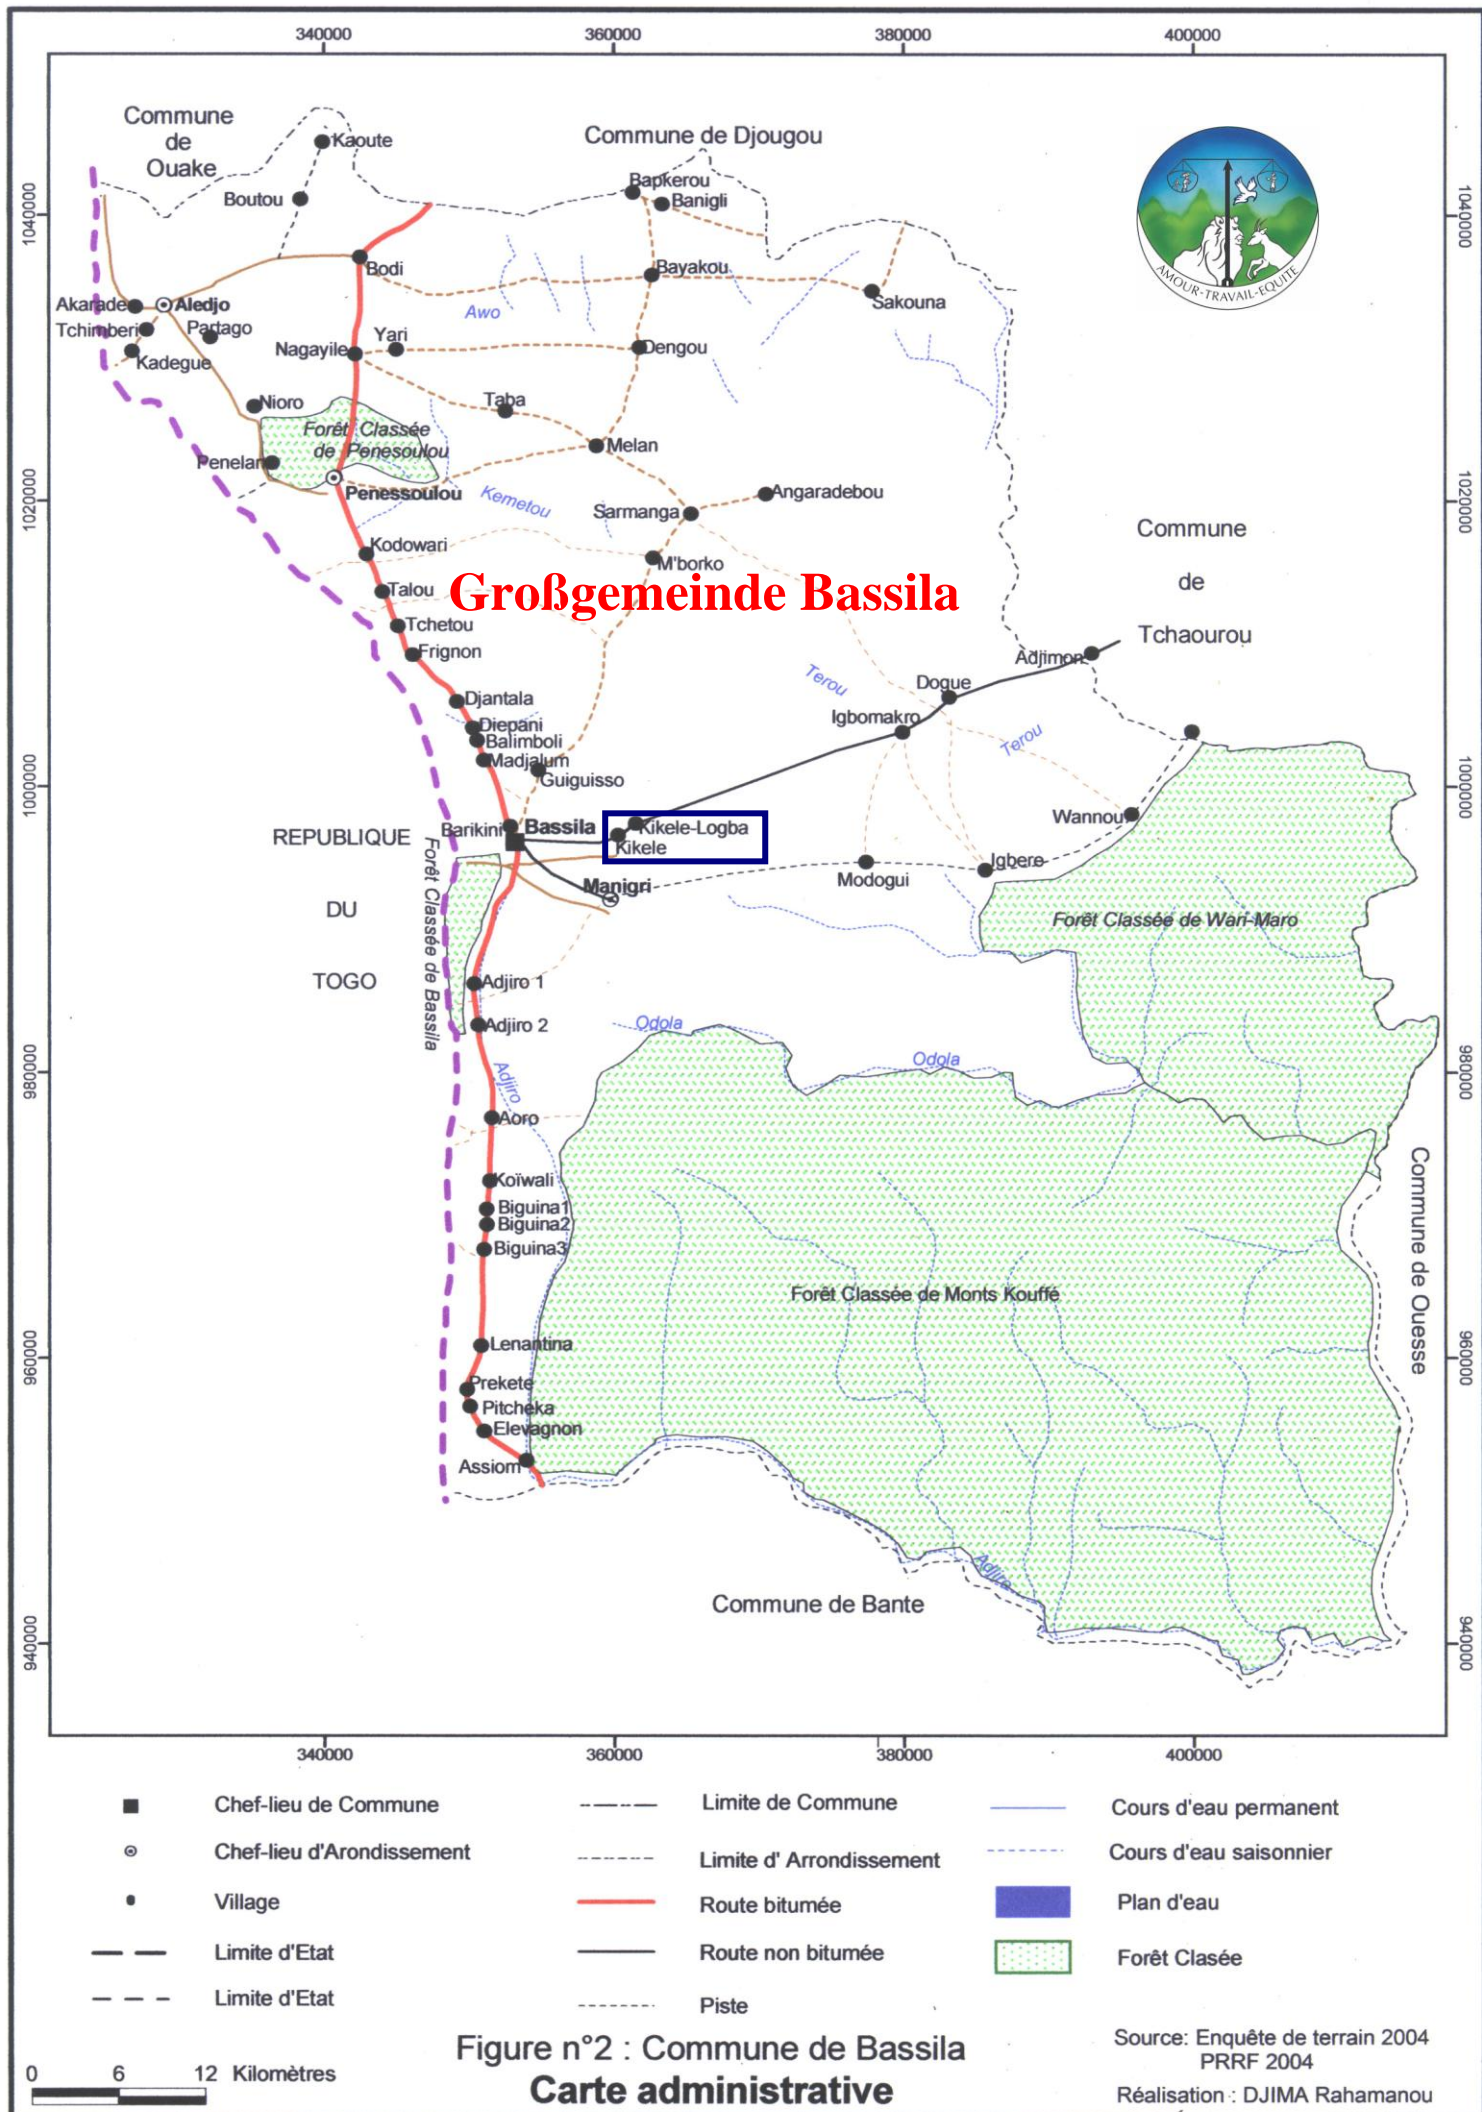 340000
360000
380000
400000
1040000
1020000
1000000
980000
960000
940000
1040000
1020000
1000000
980000
960000
940000
Commune
de
Ouake
Commune de Djougou
AMOUR-TRAVAIL-EQUITE
Kaoute
Boutou
Bapkerou
Banigli
Bodi
Bayakou
Sakouna
Akarade
Aledjo
Tchimberi
Partago
Kadegue
Awo
Nagayile
Yari
Dengou
Nioro
Taba
Forêt Classée
de Penesoulou
Melan
Penelan
Penessoulou
Kemetou
Angaradebou
Sarmanga
Commune
de
Tchaourou
Kodowari
M'borko
Großgemeinde Bassila
Talou
Tchetou
Frignon
Adjimon
Terou
Dogue
Djantala
Igbomakro
Diepani
Balimboli
Terou
Madjalum
Guiguisso
Wannou
Barikini
Bassila
Kikele-Logba
Kikele
REPUBLIQUE
DU
TOGO
Forêt Classée de Bassila
Manigri
Modogui
Igbere
Forêt Classée de Wari-Maro
Adjiro 1
Adjiro 2
Odola
Odola
Adjiro
Aoro
Koïwali
Biguina1
Biguina2
Biguina3
Commune de Ouesse
Forêt Classée de Monts Kouffé
Lenantina
Prekete
Pitcheka
Elevagnon
Assiom
Adjiro
Commune de Bante
340000
360000
380000
400000
Chef-lieu de Commune
Chef-lieu d'Arondissement
Village
Limite d'Etat
Limite d'Etat
Limite de Commune
Limite d' Arrondissement
Route bitumée
Route non bitumée
Piste
Cours d'eau permanent
Cours d'eau saisonnier
Plan d'eau
Forêt Clasée
0 6 12 Kilomètres
Figure n°2 : Commune de Bassila
Carte administrative
Source: Enquête de terrain 2004
PRRF 2004
Réalisation : DJIMA Rahamanou